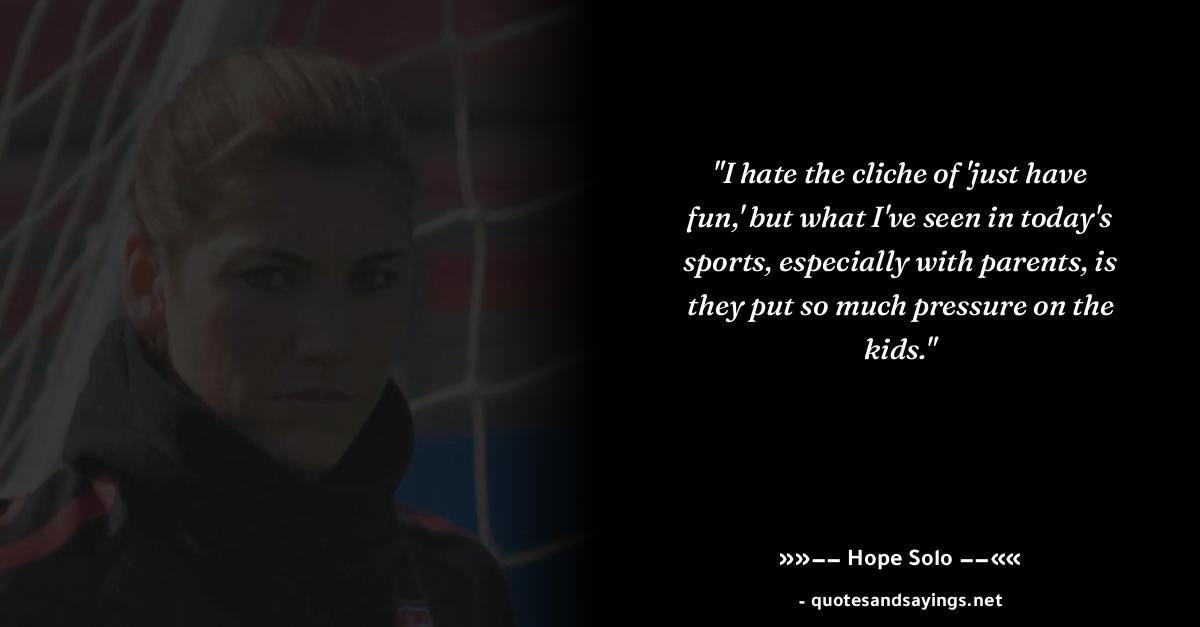 "I hate the cliche of 'just have
fun,' but what I've seen in today's
sports, especially with parents, is
they put so much pressure on the
kids."
»»−− Hope Solo −−««
- quotesandsayings.net